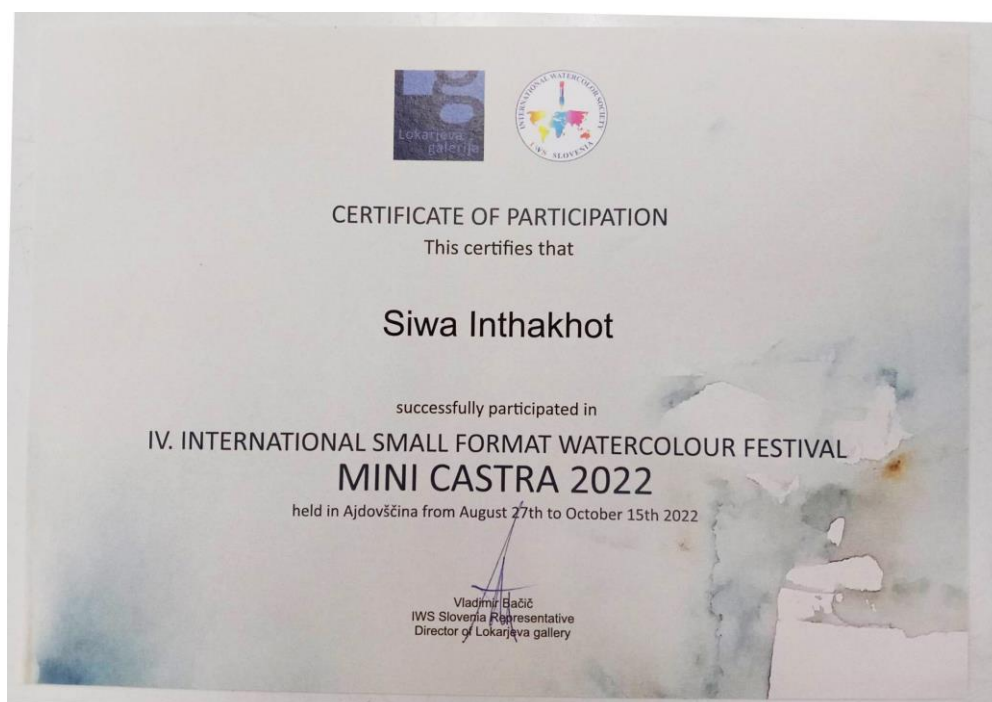 Lokarjeva
galerija
INTERNATIONAL WATERCOLOR SOCIETY
IWS SLOVENIA
CERTIFICATE OF PARTICIPATION
This certifies that
Siwa Inthakhot
successfully participated in
IV. INTERNATIONAL SMALL FORMAT WATERCOLOUR FESTIVAL
MINI CASTRA 2022
held in Ajdovščina from August 27th to October 15th 2022
Vladimir Bačič
IWS Slovenia Representative
Director of Lokarjeva gallery